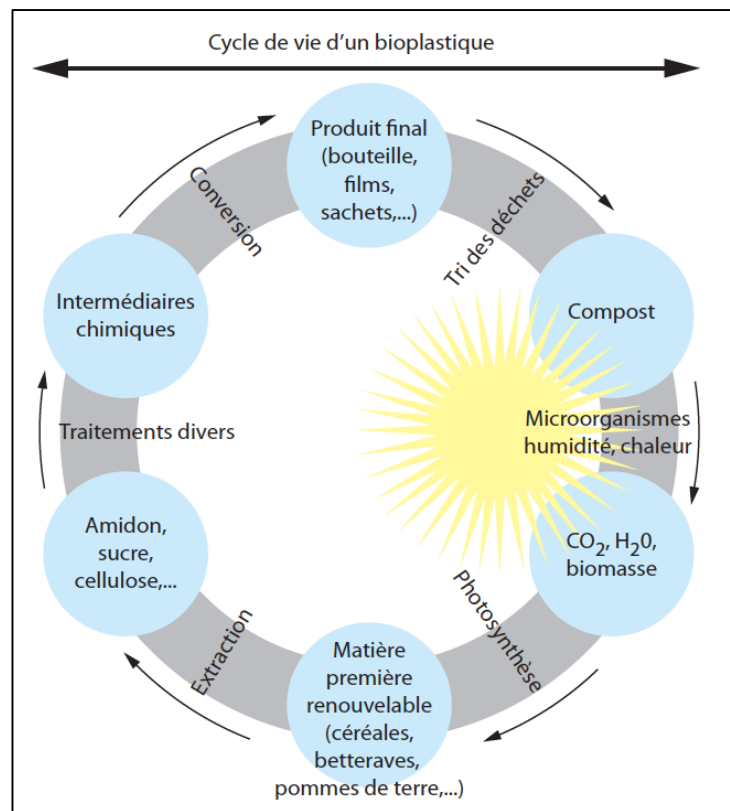 Cycle de vie d'un bioplastique
Produit final
(bouteille,
films,
sachets,...)
Conversion
Tri des déchets
Intermédiaires
chimiques
Compost
Traitements divers
Microorganismes
humidité, chaleur
Amidon,
sucre,
cellulose,...
CO2, H20,
biomasse
Extraction
Photosynthèse
Matière
première
renouvelable
(céréales,
betteraves,
pommes de terre,...)